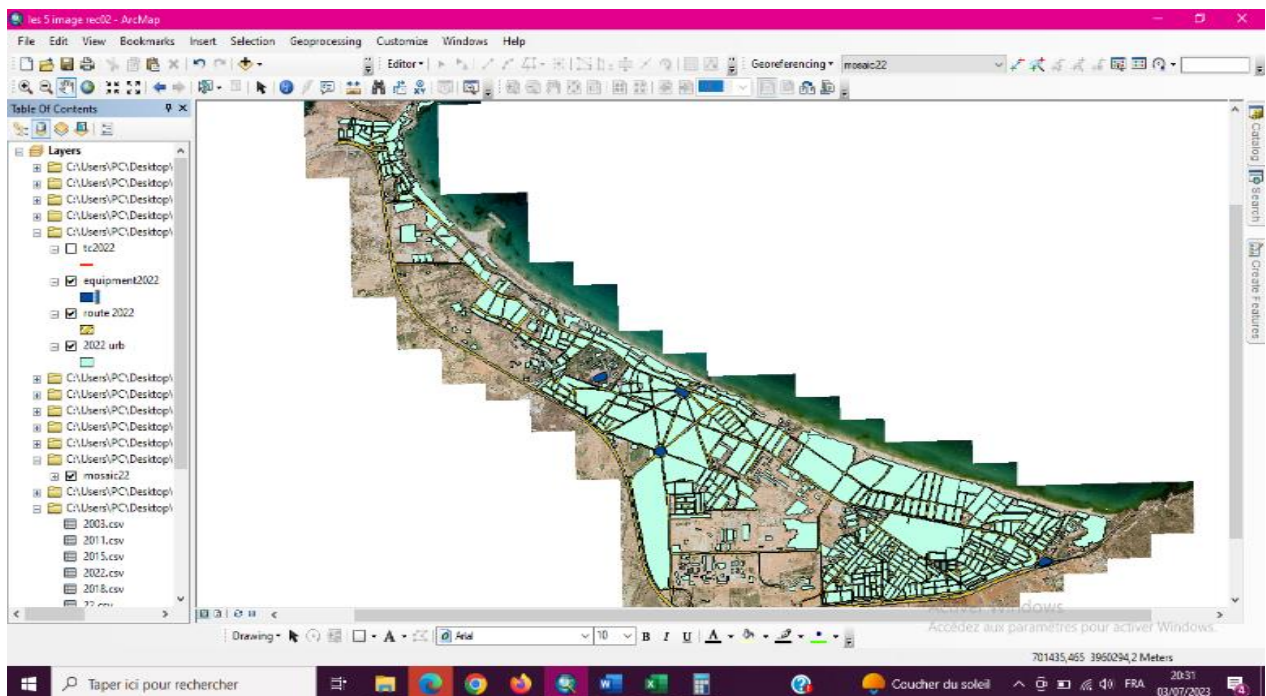 les 5 image rec02 - ArcMap
File Edit View Bookmarks Insert Selection Geoprocessing Customize Windows Help
Editor Georeferencing mosaic22
Table Of Contents
Layers
C:\Users\PC\Desktop\
C:\Users\PC\Desktop\
C:\Users\PC\Desktop\
C:\Users\PC\Desktop\
C:\Users\PC\Desktop\
tc2022
equipment2022
route 2022
2022 urb
C:\Users\PC\Desktop\
C:\Users\PC\Desktop\
C:\Users\PC\Desktop\
C:\Users\PC\Desktop\
C:\Users\PC\Desktop\
C:\Users\PC\Desktop\
mosaic22
C:\Users\PC\Desktop\
C:\Users\PC\Desktop\
2003.csv
2011.csv
2015.csv
2022.csv
2018.csv
Catalog
Search
Create Features
Activer Windows
Accédez aux paramètres pour activer Windows.
Drawing A Arial 10 B I U A
701435,465 3960294,2 Meters
Taper ici pour rechercher
Coucher du soleil
FRA
20:31
03/07/2023